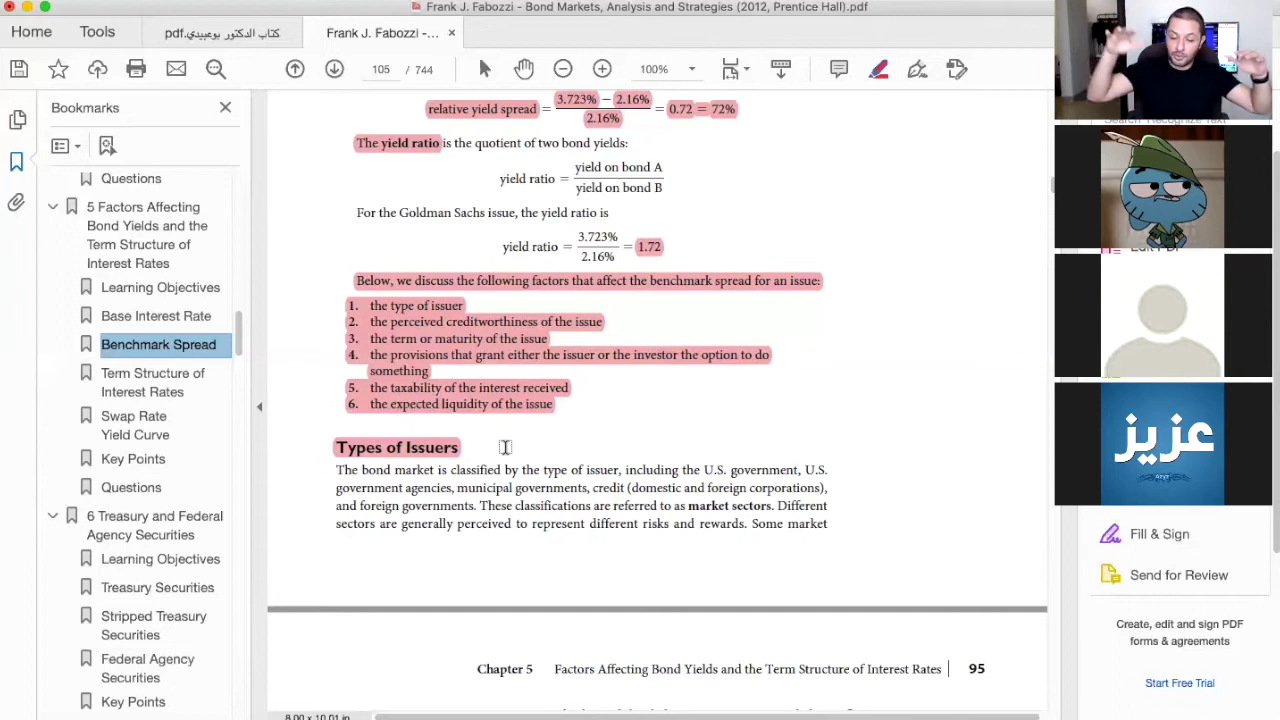 Frank J. Fabozzi - Bond Markets, Analysis and Strategies (2012, Prentice Hall).pdf
Home
Tools
كتاب الدكتور بوعبيدي.pdf
Frank J. Fabozzi -...
105 / 744
100%
Bookmarks
Questions
5 Factors Affecting
Bond Yields and the
Term Structure of
Interest Rates
Learning Objectives
Base Interest Rate
Benchmark Spread
Term Structure of
Interest Rates
Swap Rate
Yield Curve
Key Points
Questions
6 Treasury and Federal
Agency Securities
Learning Objectives
Treasury Securities
Stripped Treasury
Securities
Federal Agency
Securities
Key Points
relative yield spread = 3.723% − 2.16% / 2.16% = 0.72 = 72%
The yield ratio is the quotient of two bond yields:
yield ratio = yield on bond A / yield on bond B
For the Goldman Sachs issue, the yield ratio is
yield ratio = 3.723% / 2.16% = 1.72
Below, we discuss the following factors that affect the benchmark spread for an issue:
1. the type of issuer
2. the perceived creditworthiness of the issue
3. the term or maturity of the issue
4. the provisions that grant either the issuer or the investor the option to do
something
5. the taxability of the interest received
6. the expected liquidity of the issue
Types of Issuers
The bond market is classified by the type of issuer, including the U.S. government, U.S.
government agencies, municipal governments, credit (domestic and foreign corporations),
and foreign governments. These classifications are referred to as market sectors. Different
sectors are generally perceived to represent different risks and rewards. Some market
Chapter 5 Factors Affecting Bond Yields and the Term Structure of Interest Rates 95
8.00 x 10.01 in
عزيز
Azyz
Fill & Sign
Send for Review
Create, edit and sign PDF
forms & agreements
Start Free Trial